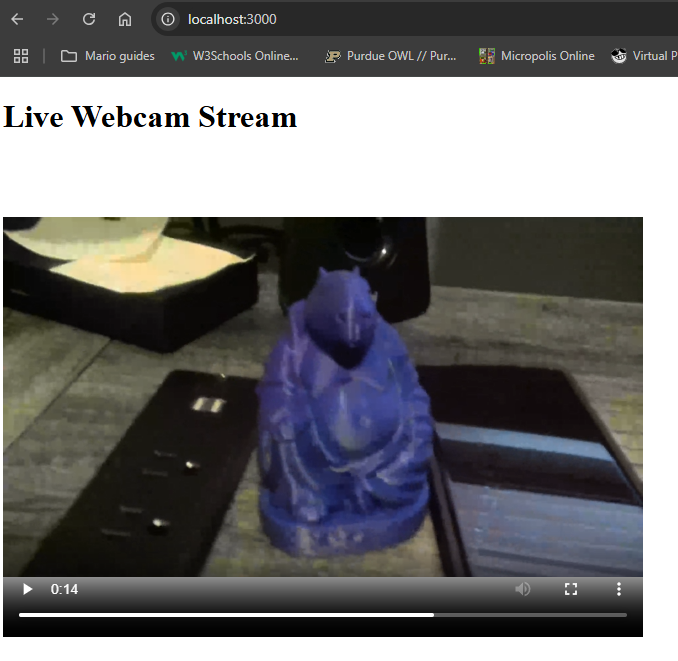 localhost:3000
Mario guides
W3Schools Online...
Purdue OWL // Pur...
Micropolis Online
Virtual P
Live Webcam Stream
0:14